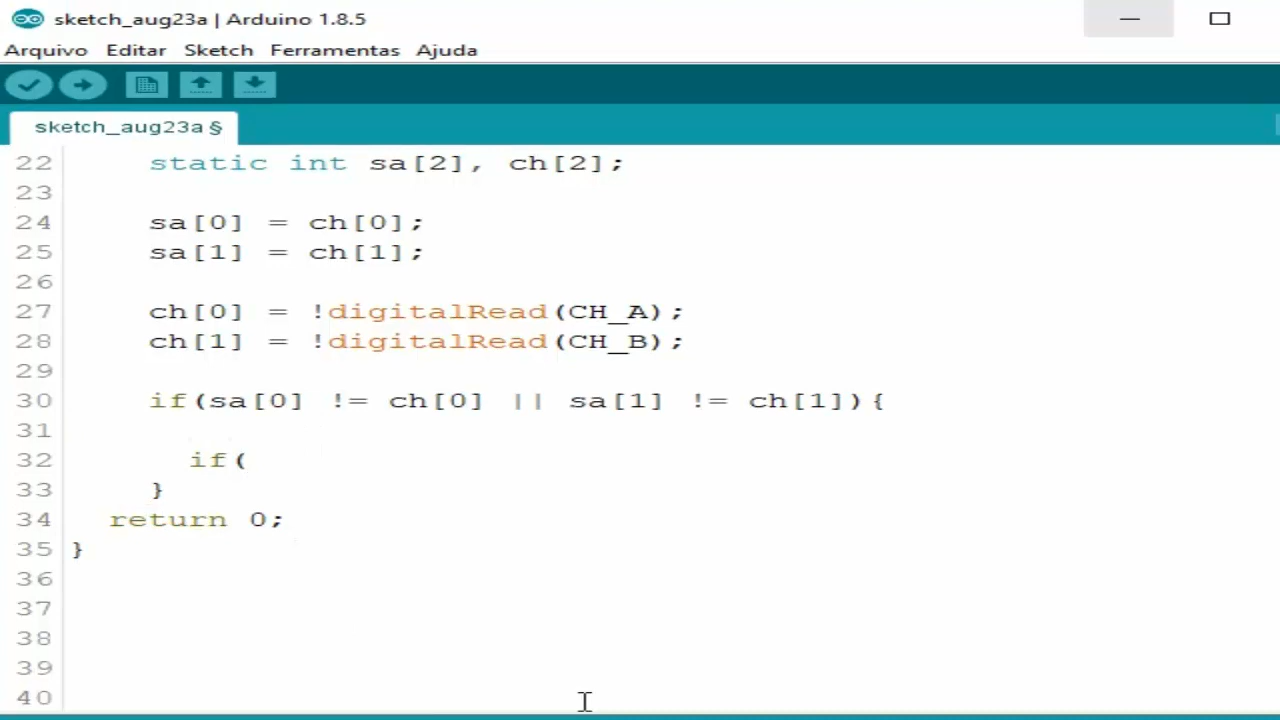 sketch_aug23a | Arduino 1.8.5
Arquivo Editar Sketch Ferramentas Ajuda
sketch_aug23a §
22 static int sa[2], ch[2];
23
24 sa[0] = ch[0];
25 sa[1] = ch[1];
26
27 ch[0] = !digitalRead(CH_A);
28 ch[1] = !digitalRead(CH_B);
29
30 if(sa[0] != ch[0] || sa[1] != ch[1]){
31
32 if(
33 }
34 return 0;
35 }
36
37
38
39
40